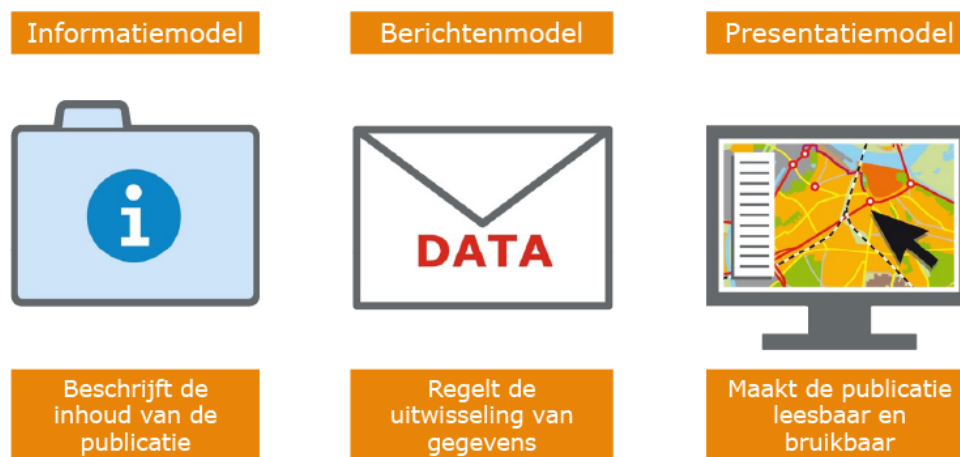 Informatiemodel
Berichtenmodel
Presentatiemodel
DATA
Beschrijft de
inhoud van de
publicatie
Regelt de
uitwisseling van
gegevens
Maakt de publicatie
leesbaar en
bruikbaar